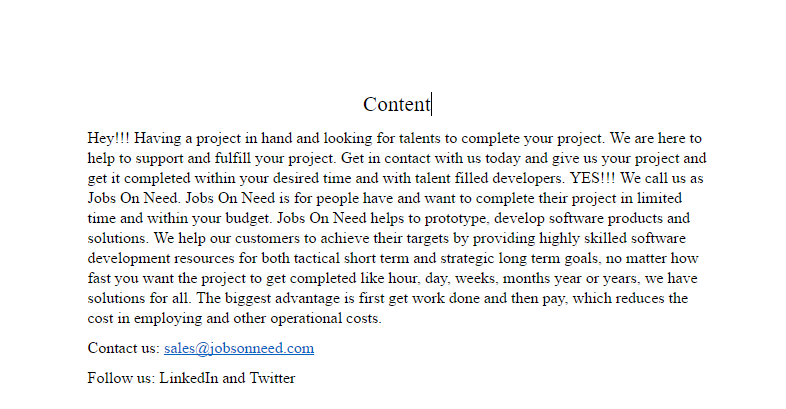 Content
Hey!!! Having a project in hand and looking for talents to complete your project. We are here to
help to support and fulfill your project. Get in contact with us today and give us your project and
get it completed within your desired time and with talent filled developers. YES!!! We call us as
Jobs On Need. Jobs On Need is for people have and want to complete their project in limited
time and within your budget. Jobs On Need helps to prototype, develop software products and
solutions. We help our customers to achieve their targets by providing highly skilled software
development resources for both tactical short term and strategic long term goals, no matter how
fast you want the project to get completed like hour, day, weeks, months year or years, we have
solutions for all. The biggest advantage is first get work done and then pay, which reduces the
cost in employing and other operational costs.
Contact us: sales@jobsonneed.com
Follow us: LinkedIn and Twitter